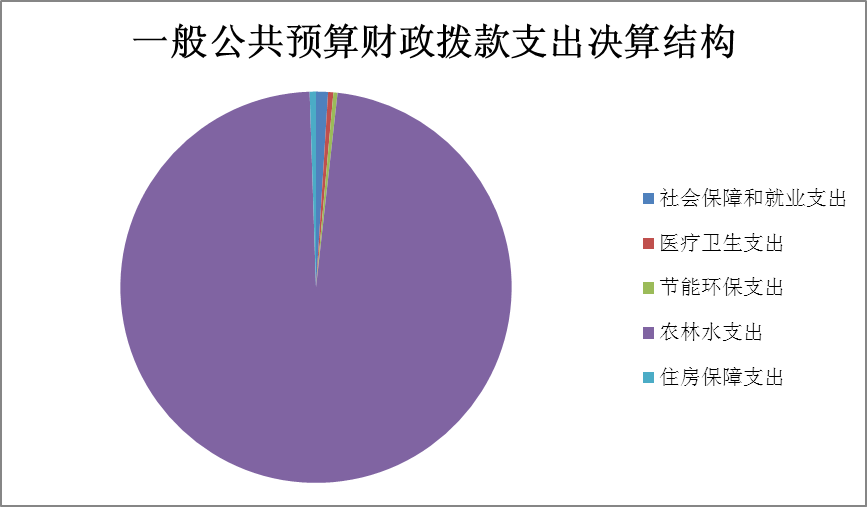 一般公共预算财政拨款支出决算结构
社会保障和就业支出
医疗卫生支出
节能环保支出
农林水支出
住房保障支出